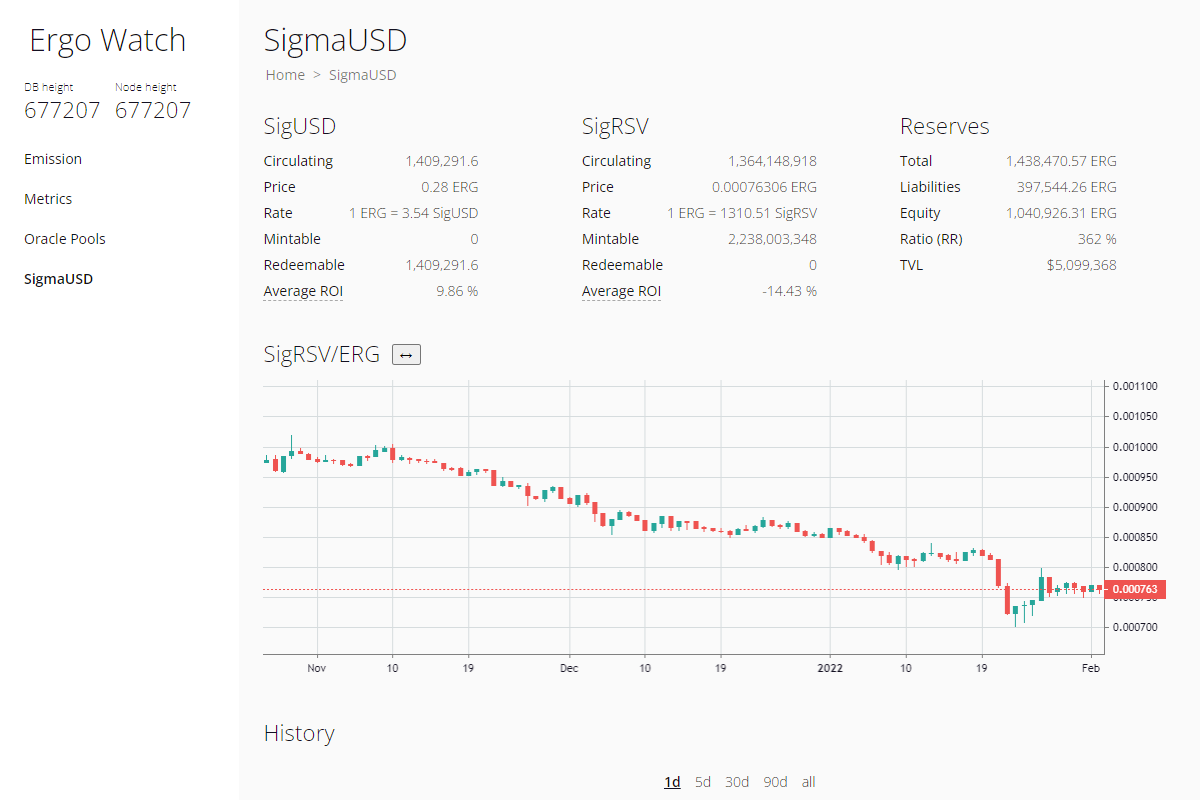 Ergo Watch
DB height Node height
677207 677207
Emission
Metrics
Oracle Pools
SigmaUSD
SigmaUSD
Home > SigmaUSD
SigUSD
Circulating 1,409,291.6
Price 0.28 ERG
Rate 1 ERG = 3.54 SigUSD
Mintable 0
Redeemable 1,409,291.6
Average ROI 9.86 %
SigRSV
Circulating 1,364,148,918
Price 0.00076306 ERG
Rate 1 ERG = 1310.51 SigRSV
Mintable 2,238,003,348
Redeemable 0
Average ROI -14.43 %
Reserves
Total 1,438,470.57 ERG
Liabilities 397,544.26 ERG
Equity 1,040,926.31 ERG
Ratio (RR) 362 %
TVL $5,099,368
SigRSV/ERG ↔
0.001100
0.001050
0.001000
0.000950
0.000900
0.000850
0.000800
0.000763
0.000750
0.000700
Nov 10 19 Dec 10 19 2022 10 19 Feb
History
1d 5d 30d 90d all